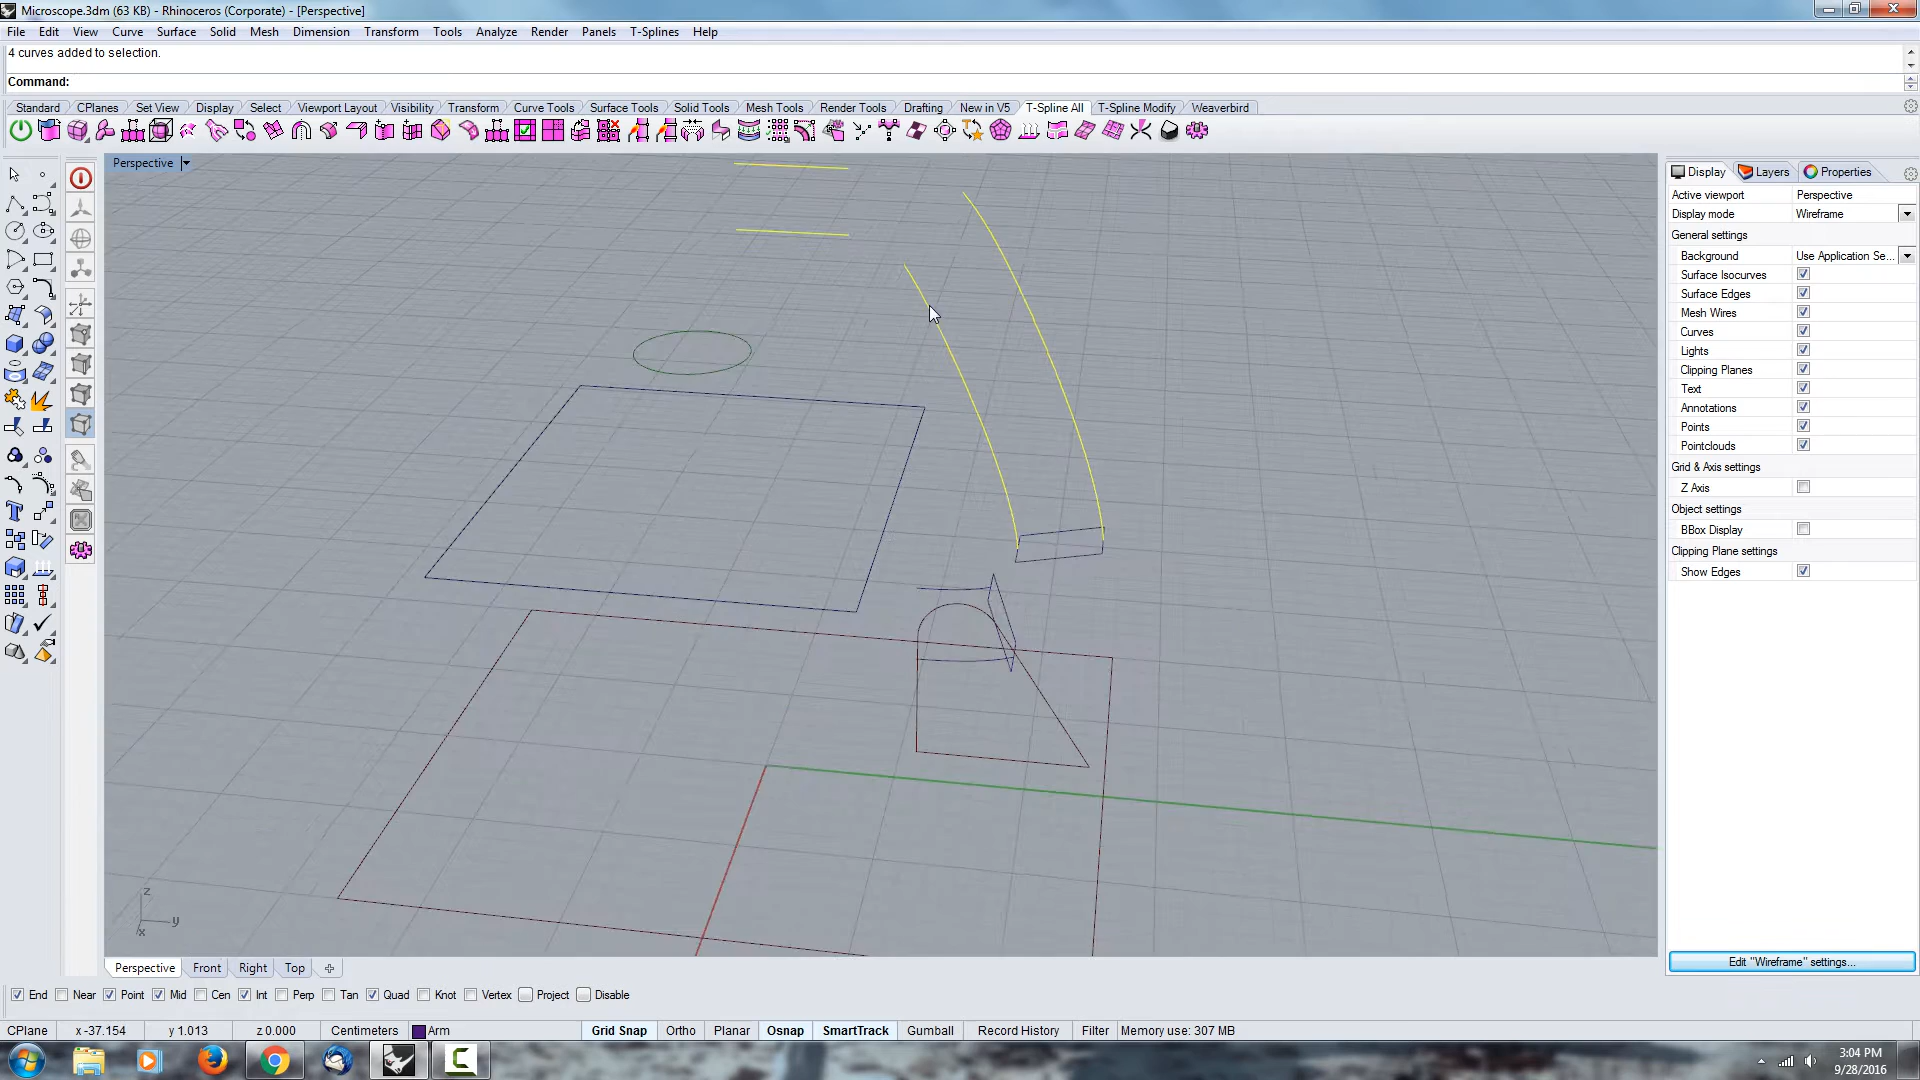 Microscope.3dm (63 KB) - Rhinoceros (Corporate) - [Perspective]
File Edit View Curve Surface Solid Mesh Dimension Transform Tools Analyze Render Panels T-Splines Help
4 curves added to selection.
Command:
Standard CPlanes Set View Display Select Viewport Layout Visibility Transform Curve Tools Surface Tools Solid Tools Mesh Tools Render Tools Drafting New in V5 T-Spline All T-Spline Modify Weaverbird
Perspective
Display Layers Properties
Active viewport Perspective
Display mode Wireframe
General settings
Background Use Application Se...
Surface Isocurves
Surface Edges
Mesh Wires
Curves
Lights
Clipping Planes
Text
Annotations
Points
Pointclouds
Grid & Axis settings
Z Axis
Object settings
BBox Display
Clipping Plane settings
Show Edges
z
y
x
Edit "Wireframe" settings...
Perspective Front Right Top
End Near Point Mid Cen Int Perp Tan Quad Knot Vertex Project Disable
CPlane x -37.154 y 1.013 z 0.000 Centimeters Arm Grid Snap Ortho Planar Osnap SmartTrack Gumball Record History Filter Memory use: 307 MB
3:04 PM
9/28/2016